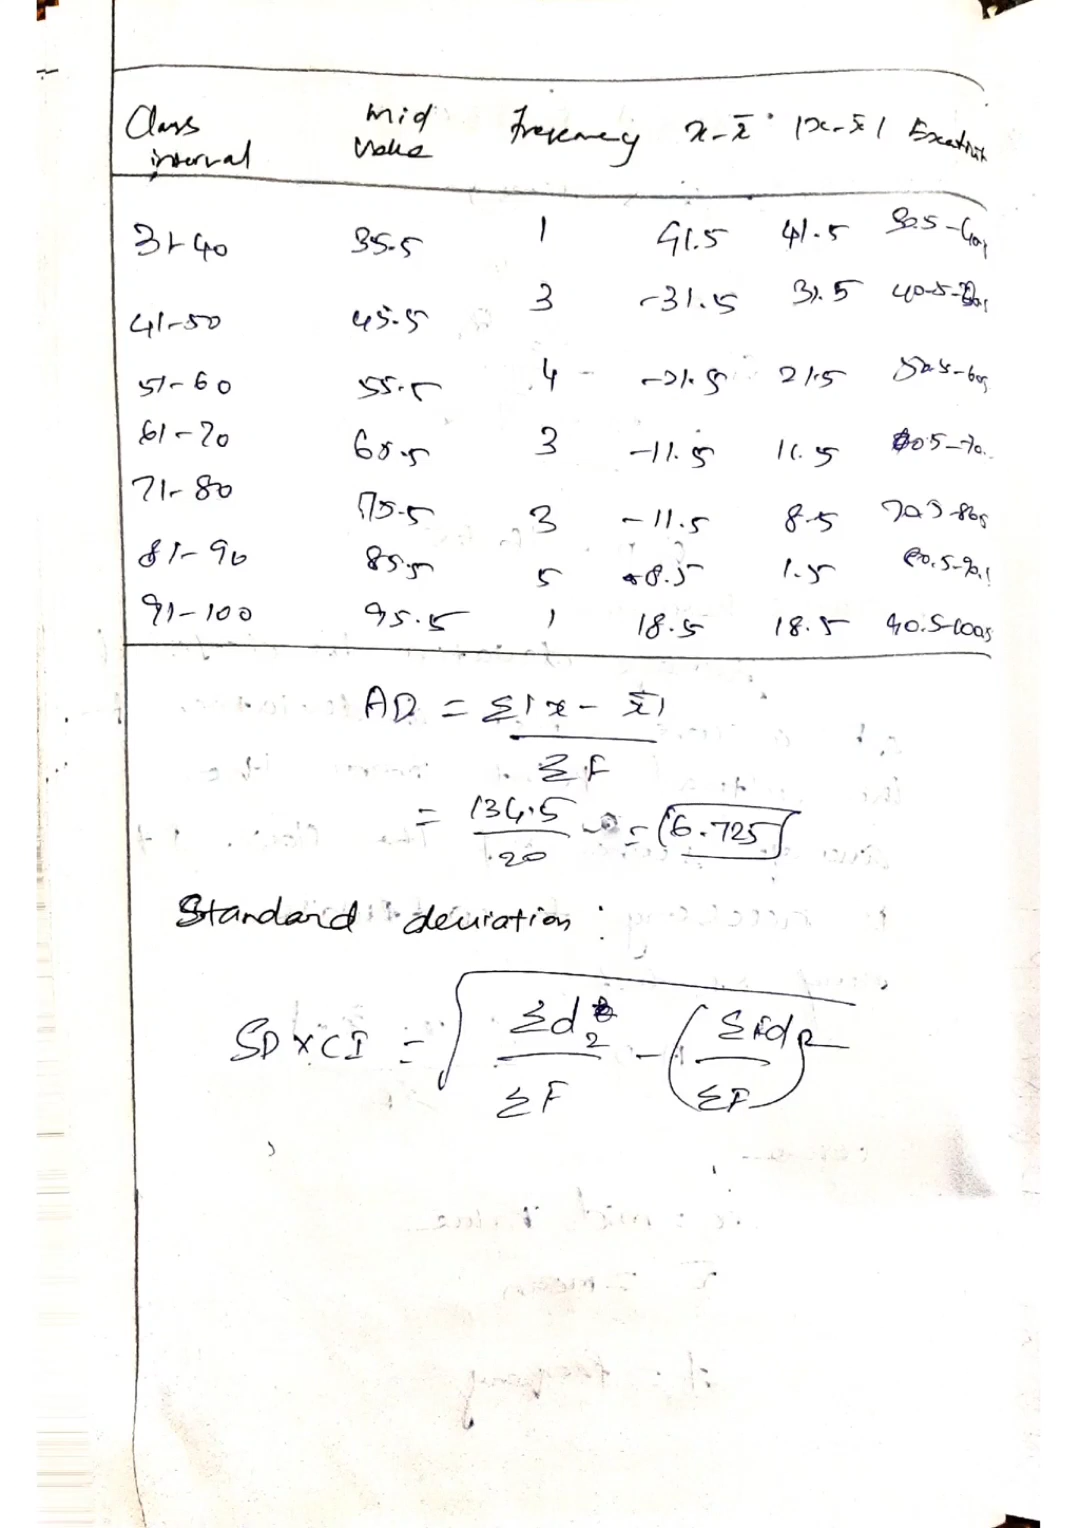 Class interval Mid Value Frequency x-x̄ |x-x̄|
31-40 35.5 1 41.5 41.5
41-50 45.5 3 -31.5 31.5
51-60 55.5 4 -21.5 21.5
61-70 65.5 3 -11.5 11.5
71-80 75.5 3 -11.5 8.5
81-90 85.5 5 8.5 1.5
91-100 95.5 1 18.5 18.5 90.5-100.5
AD = Σ|x-x̄| / ΣF
= 134.5 / 20 = 6.725
Standard deviation :
SD x CI = √ Σd² / ΣF - (Σfd / ΣF)²